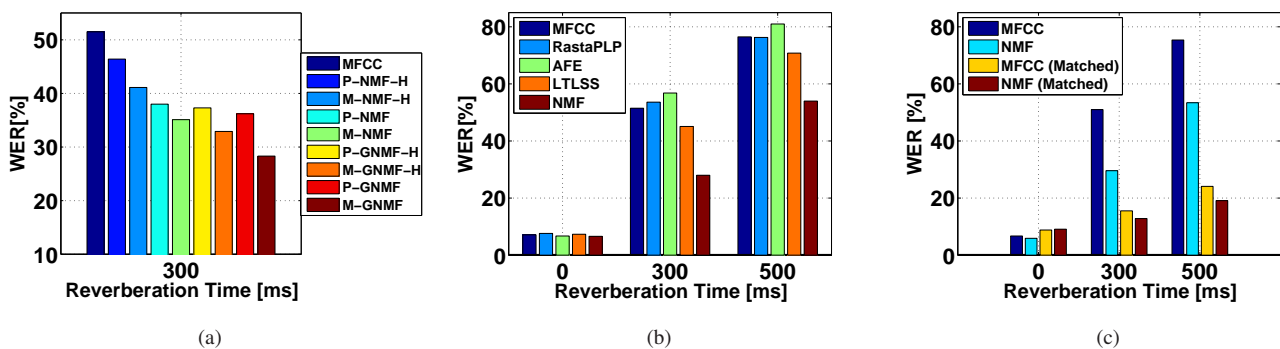 50
40
30
20
10
WER[%]
300
Reverberation Time [ms]
MFCC
P-NMF-H
M-NMF-H
P-NMF
M-NMF
P-GNMF-H
M-GNMF-H
P-GNMF
M-GNMF
(a)
80
60
40
20
0
WER [%]
MFCC
RastaPLP
AFE
LTLSS
NMF
0 300 500
Reverberation Time [ms]
(b)
80
60
40
20
0
WER [%]
MFCC
NMF
MFCC (Matched)
NMF (Matched)
0 300 500
Reverberation Time [ms]
(c)